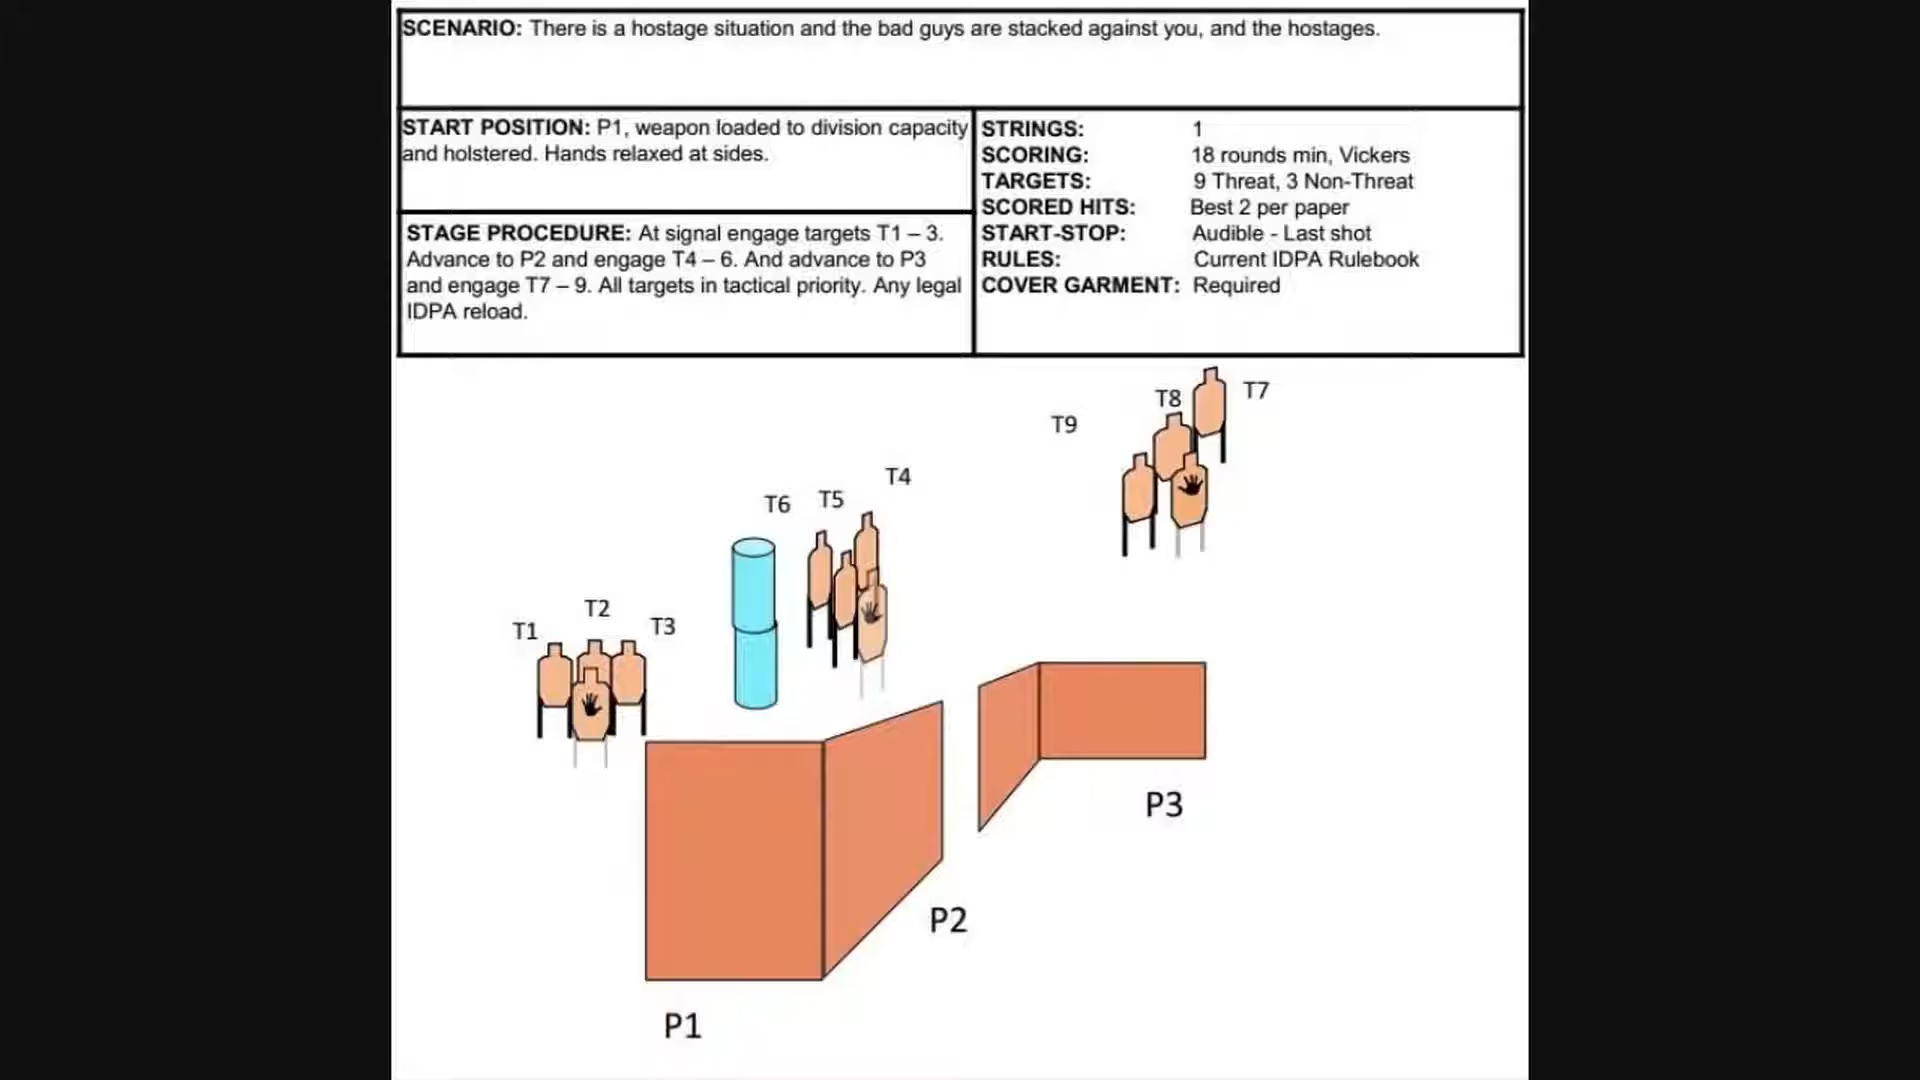 SCENARIO: There is a hostage situation and the bad guys are stacked against you, and the hostages.
START POSITION: P1, weapon loaded to division capacity
and holstered. Hands relaxed at sides.
STAGE PROCEDURE: At signal engage targets T1 – 3.
Advance to P2 and engage T4 – 6. And advance to P3
and engage T7 – 9. All targets in tactical priority. Any legal
IDPA reload.
STRINGS: 1
SCORING: 18 rounds min, Vickers
TARGETS: 9 Threat, 3 Non-Threat
SCORED HITS: Best 2 per paper
START-STOP: Audible - Last shot
RULES: Current IDPA Rulebook
COVER GARMENT: Required
T7
T8
T9
T4
T5
T6
T2
T1
T3
P3
P2
P1